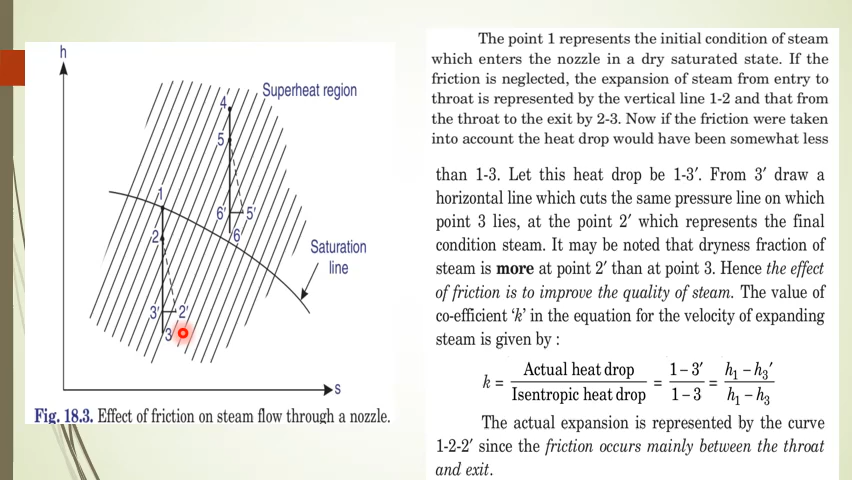 h
Superheat region
4
5
6′
5′
6
1
2
Saturation
line
3′
2′
3
s
Fig. 18.3. Effect of friction on steam flow through a nozzle.
The point 1 represents the initial condition of steam
which enters the nozzle in a dry saturated state. If the
friction is neglected, the expansion of steam from entry to
throat is represented by the vertical line 1-2 and that from
the throat to the exit by 2-3. Now if the friction were taken
into account the heat drop would have been somewhat less
than 1-3. Let this heat drop be 1-3′. From 3′ draw a
horizontal line which cuts the same pressure line on which
point 3 lies, at the point 2′ which represents the final
condition steam. It may be noted that dryness fraction of
steam is more at point 2′ than at point 3. Hence the effect
of friction is to improve the quality of steam. The value of
co-efficient ‘k’ in the equation for the velocity of expanding
steam is given by :
k = Actual heat drop / Isentropic heat drop = 1 – 3′ / 1 – 3 = h₁ – h₃′ / h₁ – h₃
The actual expansion is represented by the curve
1-2-2′ since the friction occurs mainly between the throat
and exit.